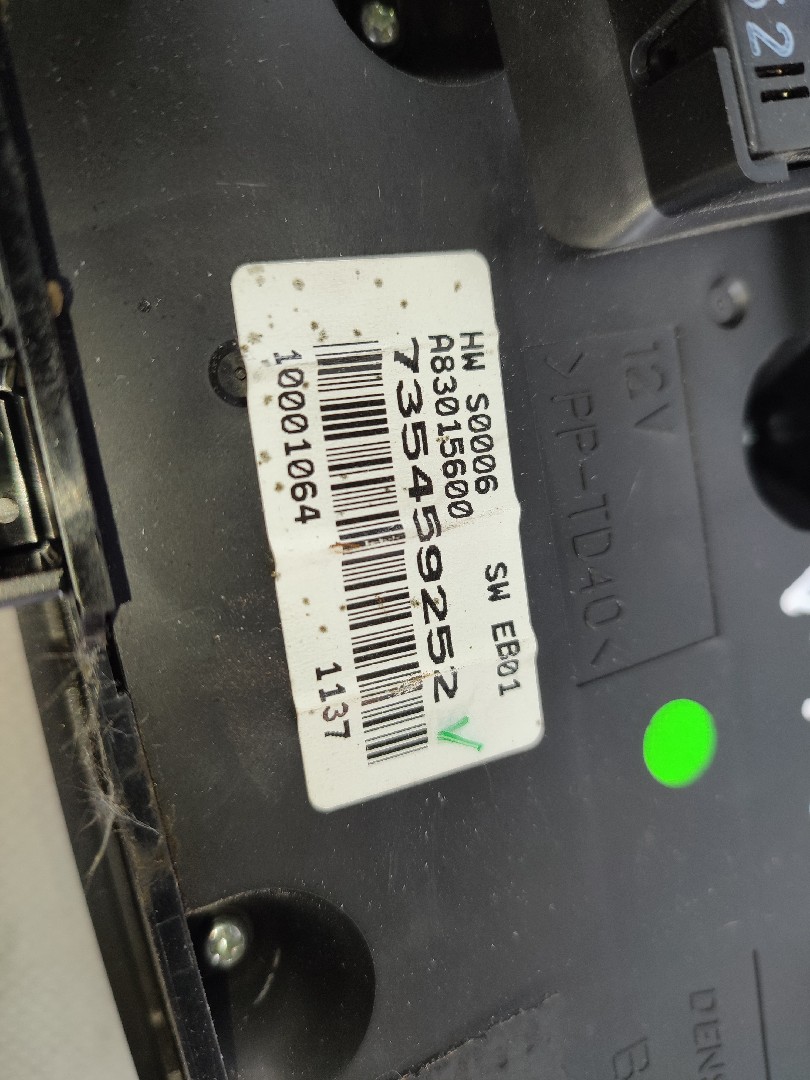 HW S0006 SW EB01
A83015600
735459252
10001064 1137
12V
>PP-TD40<